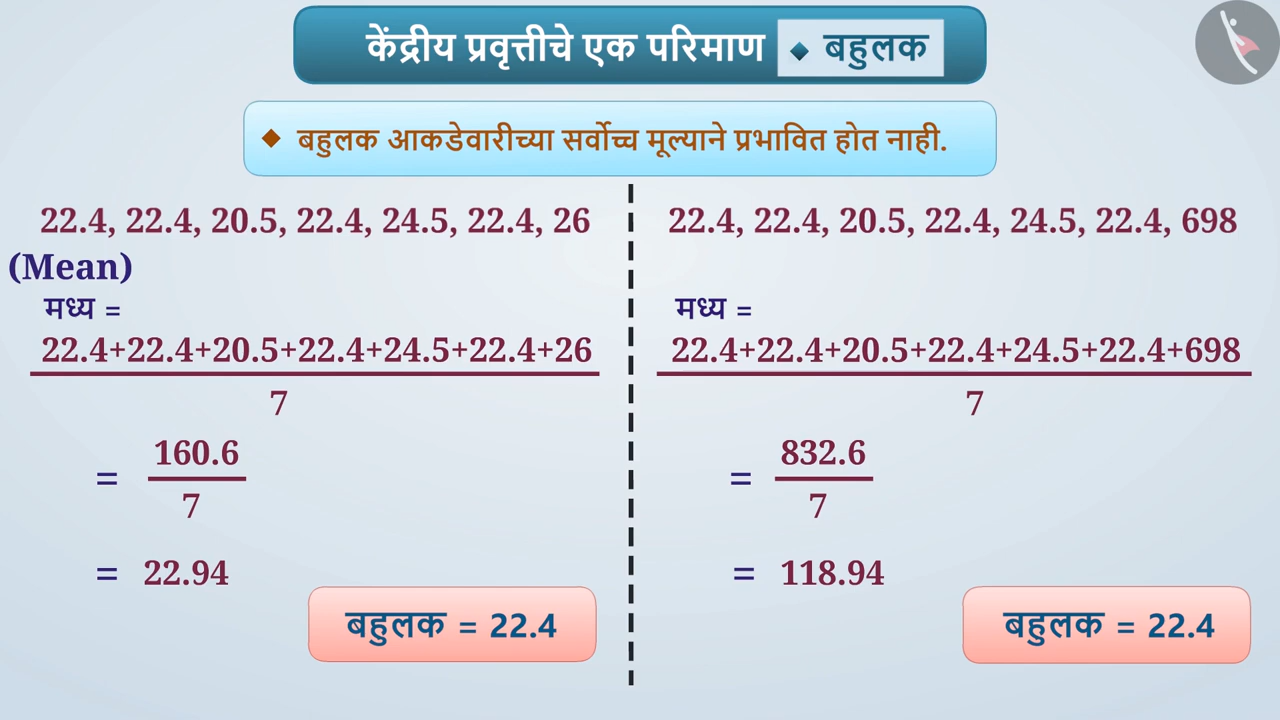 केंद्रीय प्रवृत्तीचे एक परिमाण ◆ बहुलक
◆ बहुलक आकडेवारीच्या सर्वोच्च मूल्याने प्रभावित होत नाही.
22.4, 22.4, 20.5, 22.4, 24.5, 22.4, 26
(Mean)
मध्य =
22.4+22.4+20.5+22.4+24.5+22.4+26
7
= 160.6
7
= 22.94
बहुलक = 22.4
22.4, 22.4, 20.5, 22.4, 24.5, 22.4, 698
मध्य =
22.4+22.4+20.5+22.4+24.5+22.4+698
7
= 832.6
7
= 118.94
बहुलक = 22.4